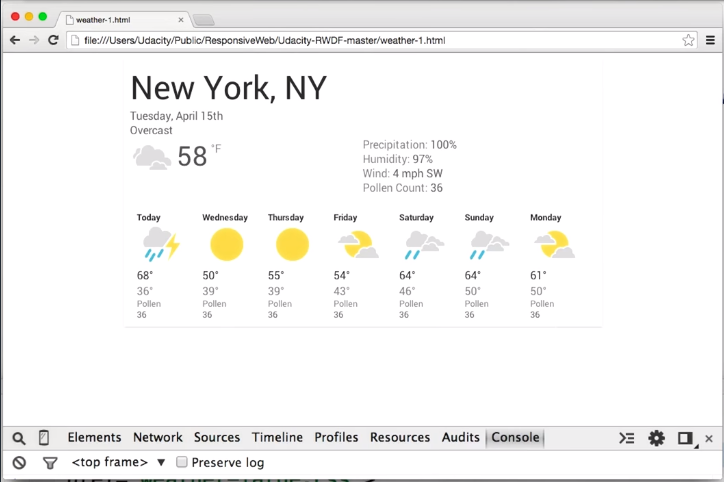 weather-1.html
file:///Users/Udacity/Public/ResponsiveWeb/Udacity-RWDF-master/weather-1.html
New York, NY
Tuesday, April 15th
Overcast
58 °F
Precipitation: 100%
Humidity: 97%
Wind: 4 mph SW
Pollen Count: 36
Today Wednesday Thursday Friday Saturday Sunday Monday
68° 50° 55° 54° 64° 64° 61°
36° 39° 39° 43° 46° 50° 50°
Pollen Pollen Pollen Pollen Pollen Pollen Pollen
36 36 36 36 36 36 36
Elements Network Sources Timeline Profiles Resources Audits Console
<top frame> Preserve log